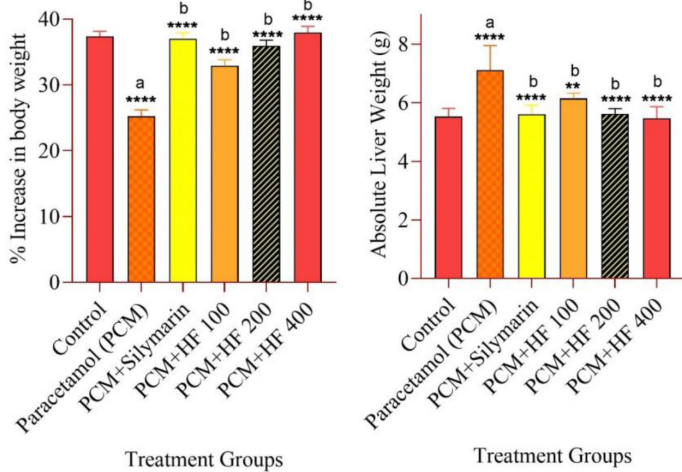 % Increase in body weight
40
30
20
10
0
a
****
b
****
b
****
b
****
b
****
Control
Paracetamol (PCM)
PCM+Silymarin
PCM+HF 100
PCM+HF 200
PCM+HF 400
Treatment Groups
Absolute Liver Weight (g)
8
6
4
2
0
a
****
b
****
b
**
b
****
b
****
Control
Paracetamol (PCM)
PCM+Silymarin
PCM+HF 100
PCM+HF 200
PCM+HF 400
Treatment Groups